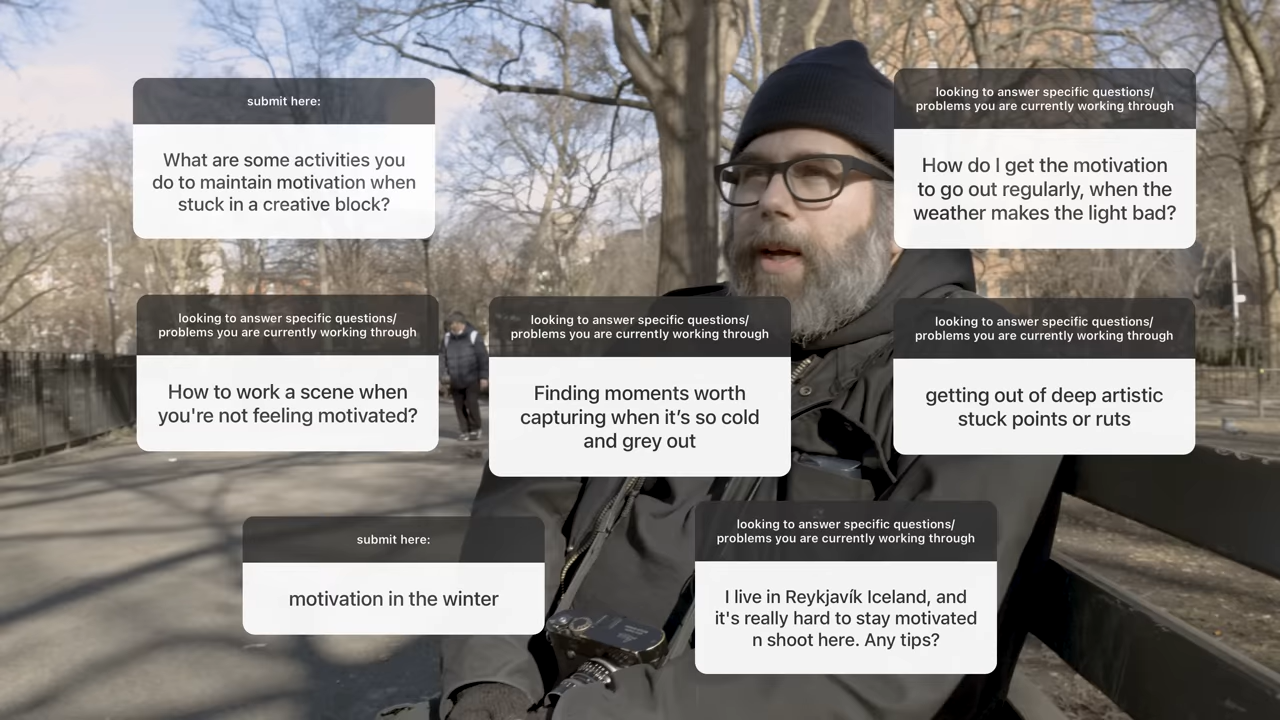 submit here:
What are some activities you
do to maintain motivation when
stuck in a creative block?
looking to answer specific questions/
problems you are currently working through
How do I get the motivation
to go out regularly, when the
weather makes the light bad?
looking to answer specific questions/
problems you are currently working through
How to work a scene when
you're not feeling motivated?
looking to answer specific questions/
problems you are currently working through
Finding moments worth
capturing when it’s so cold
and grey out
looking to answer specific questions/
problems you are currently working through
getting out of deep artistic
stuck points or ruts
submit here:
motivation in the winter
looking to answer specific questions/
problems you are currently working through
I live in Reykjavík Iceland, and
it's really hard to stay motivated
n shoot here. Any tips?